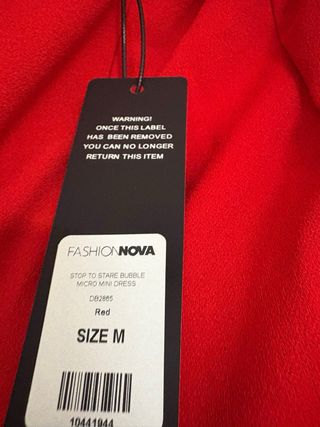 WARNING!
ONCE THIS LABEL
HAS BEEN REMOVED
YOU CAN NO LONGER
RETURN THIS ITEM
FASHIONNOVA
STOP TO STARE BUBBLE
MICRO MINI DRESS
DB2865
Red
SIZE M
10441944